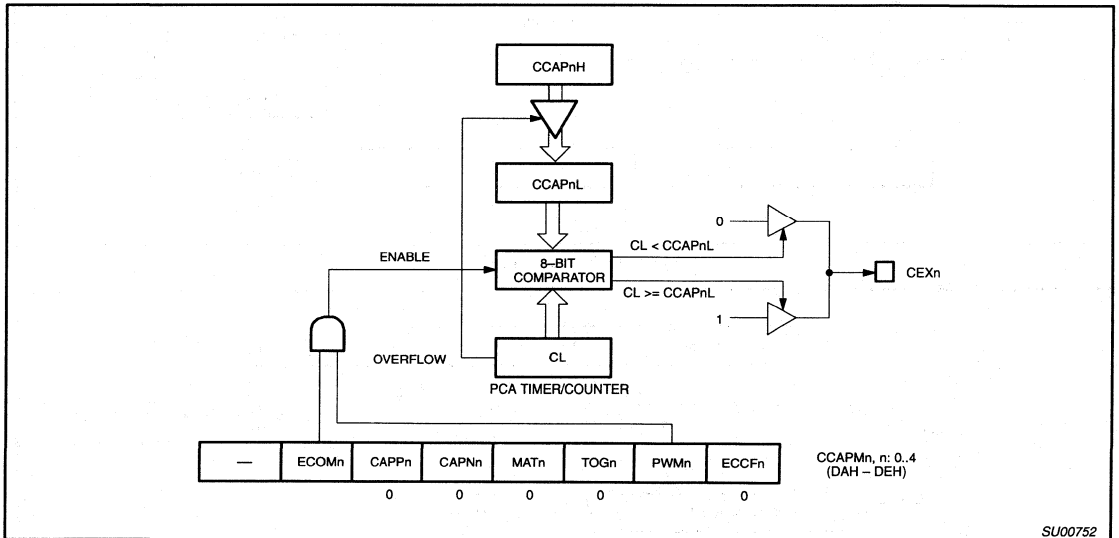 CCAPnH
CCAPnL
0
CL < CCAPnL
ENABLE
8–BIT
COMPARATOR
CEXn
CL >= CCAPnL
1
OVERFLOW
CL
PCA TIMER/COUNTER
— ECOMn CAPPn CAPNn MATn TOGn PWMn ECCFn
CCAPMn, n: 0..4
(DAH – DEH)
0 0 0 0 0
SU00752